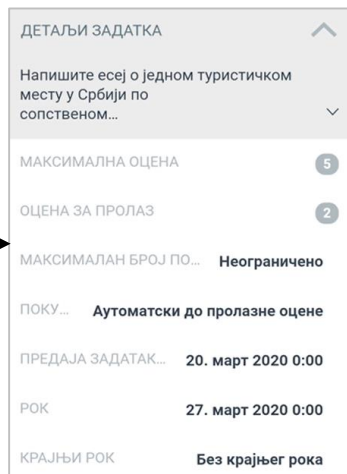 ДЕТАЉИ ЗАДАТКА
Напишите есеј о једном туристичком
месту у Србији по
сопственом...
МАКСИМАЛНА ОЦЕНА 5
ОЦЕНА ЗА ПРОЛАЗ 2
МАКСИМАЛАН БРОЈ ПО... Неограничено
ПОКУ... Аутоматски до пролазне оцене
ПРЕДАЈА ЗАДАТАК... 20. март 2020 0:00
РОК 27. март 2020 0:00
КРАЈЊИ РОК Без крајњег рока